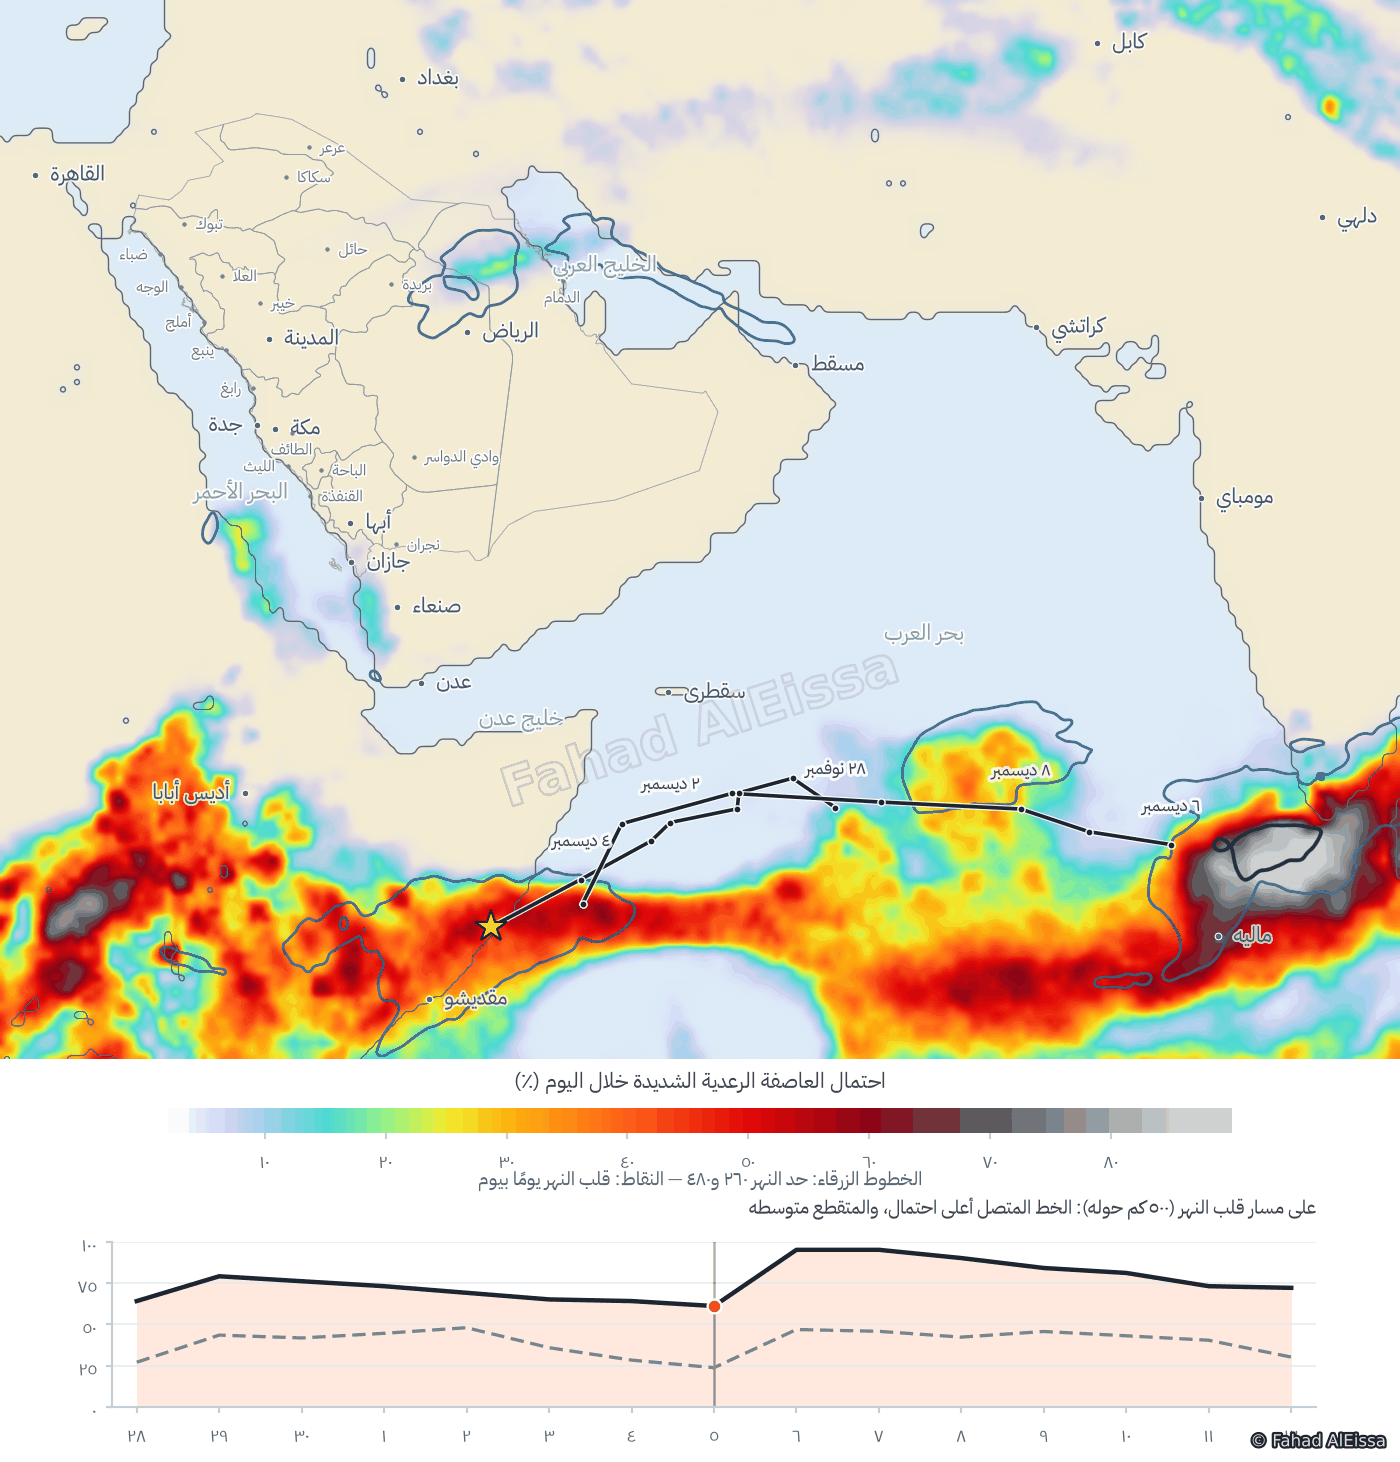 كابل
بغداد
عرعر
القاهرة
سكاكا
دلهي
تبوك
حائل
ضباء
الخليج العربي
العلا
الوجه
بريدة
الدمام
خيبر
أملج
كراتشي
الرياض
المدينة
ينبع
مسقط
رابغ
جدة
مكة
الطائف
وادي الدواسر
الليث
الباحة
البحر الأحمر
القنفذة
مومباي
أبها
نجران
جازان
صنعاء
بحر العرب
عدن
سقطرى
خليج عدن
Fahad AlEissa
٢٨ نوفمبر
٨ ديسمبر
٢ ديسمبر
أديس أبابا
٦ ديسمبر
٤ ديسمبر
ماليه
مقديشو
احتمال العاصفة الرعدية الشديدة خلال اليوم (٪)
١٠ ٢٠ ٣٠ ٤٠ ٥٠ ٦٠ ٧٠ ٨٠
الخطوط الزرقاء: حد النهر ٢٦٠ و٤٨٠ — النقاط: قلب النهر يومًا بيوم
على مسار قلب النهر (٥٠٠ كم حوله): الخط المتصل أعلى احتمال، والمتقطع متوسطه
١٠٠
٧٥
٥٠
٢٥
٠
٢٨ ٢٩ ٣٠ ١ ٢ ٣ ٤ ٥ ٦ ٧ ٨ ٩ ١٠ ١١
© Fahad AlEissa